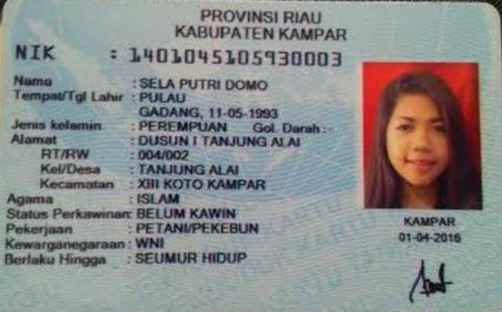 PROVINSI RIAU
KABUPATEN KAMPAR
NIK : 1401045105930003
Nama : SELA PUTRI DOMO
Tempat/Tgl Lahir : PULAU
GADANG, 11-05-1993
Jenis kelamin : PEREMPUAN Gol. Darah :-
Alamat : DUSUN I TANJUNG ALAI
RT/RW : 004/002
Kel/Desa : TANJUNG ALAI
Kecamatan : XIII KOTO KAMPAR
Agama : ISLAM
Status Perkawinan: BELUM KAWIN
Pekerjaan : PETANI/PEKEBUN
Kewarganegaraan: WNI
Berlaku Hingga : SEUMUR HIDUP
KAMPAR
01-04-2016